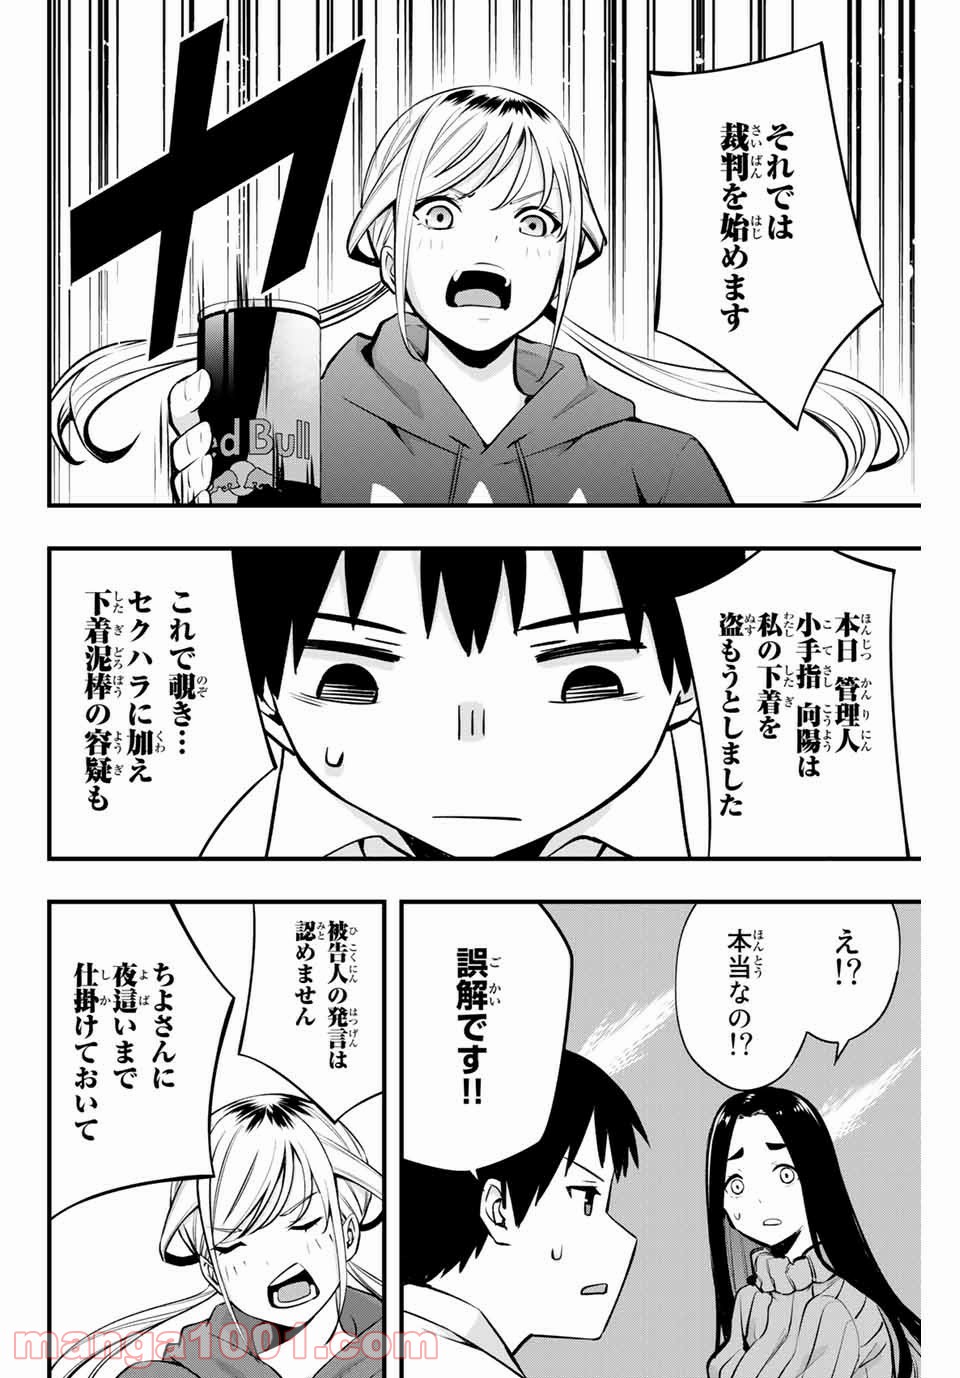 それでは
裁判を始めます
カッ
ed Bull
本日 管理人
小手指 向陽は
私の下着を
盗もうとしました
これで覗き…
セクハラに加え
下着泥棒の容疑も
え!?
本当なの!?
誤解です!!
被告人の発言は
認めません
ちよさんに
夜這いまで
仕掛けておいて
manga1001.com